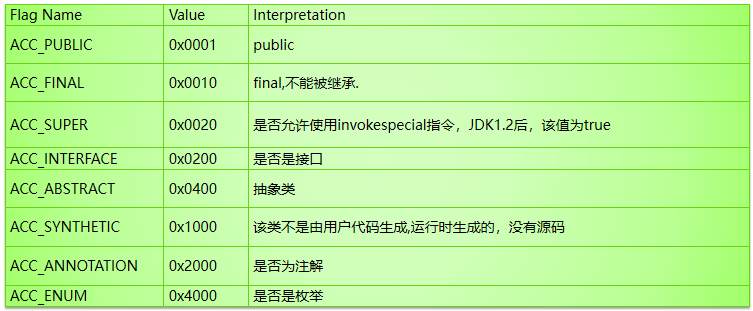 Flag Name Value Interpretation
ACC_PUBLIC 0x0001 public
ACC_FINAL 0x0010 final,不能被继承.
ACC_SUPER 0x0020 是否允许使用invokespecial指令，JDK1.2后，该值为true
ACC_INTERFACE 0x0200 是否是接口
ACC_ABSTRACT 0x0400 抽象类
ACC_SYNTHETIC 0x1000 该类不是由用户代码生成,运行时生成的，没有源码
ACC_ANNOTATION 0x2000 是否为注解
ACC_ENUM 0x4000 是否是枚举